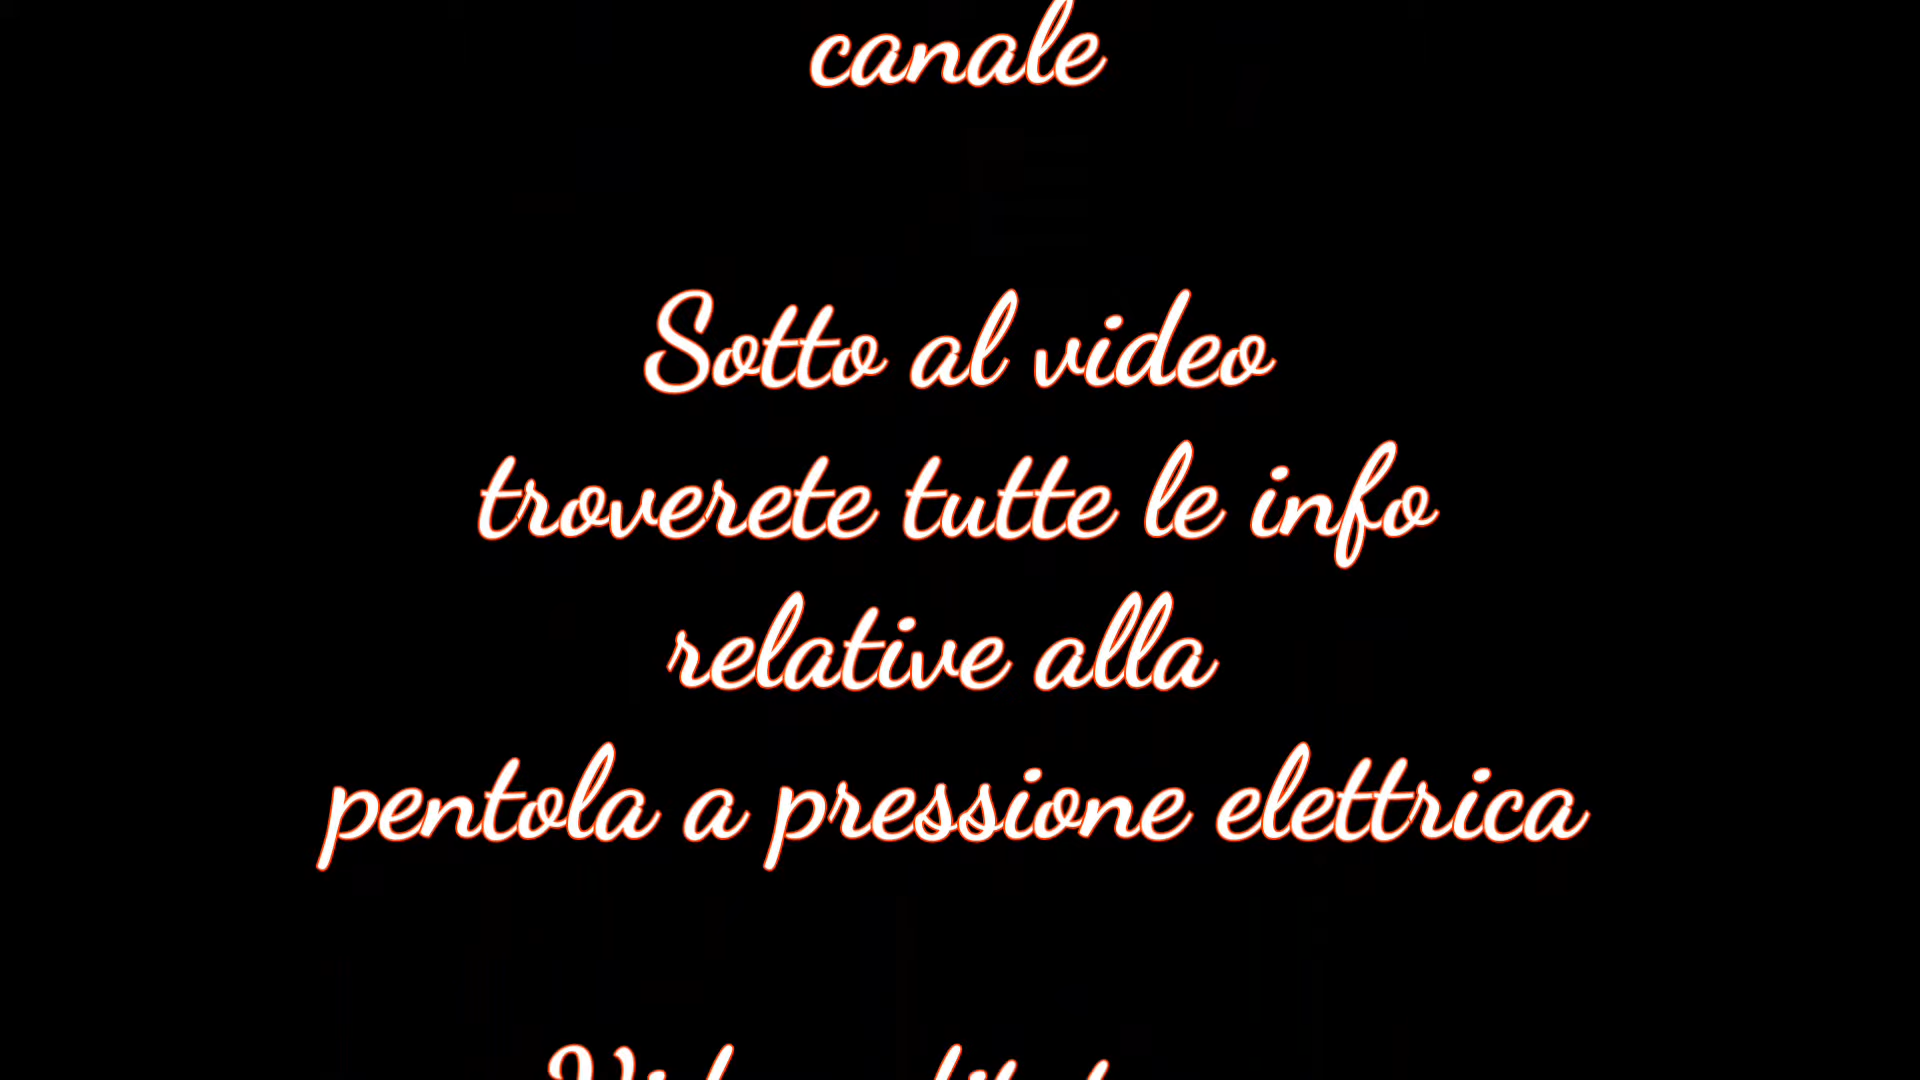 canale
Sotto al video
troverete tutte le info
relative alla
pentola a pressione elettrica